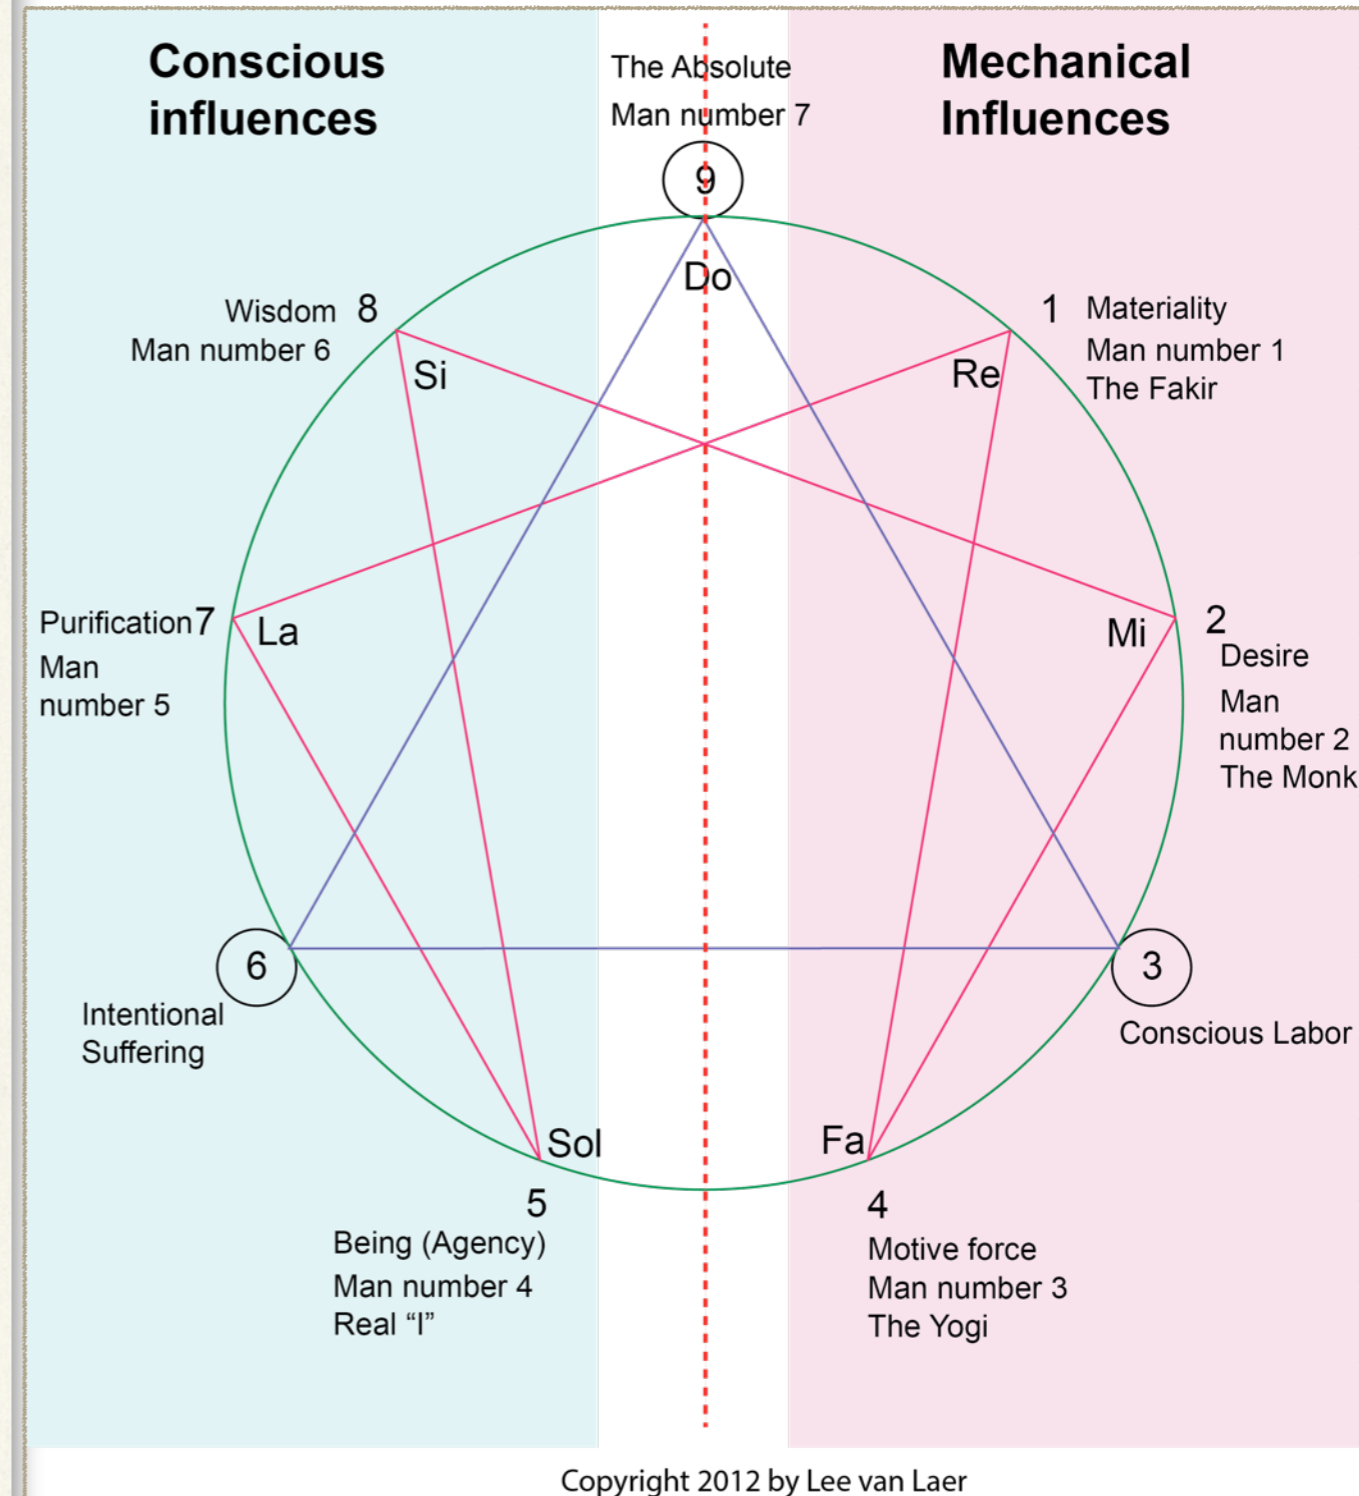 Conscious
influences
The Absolute
Man number 7
Mechanical
Influences
9
Do
Wisdom 8
Man number 6
Si
1 Materiality
Man number 1
The Fakir
Re
Purification 7
Man
number 5
La
Mi
2
Desire
Man
number 2
The Monk
6
Intentional
Suffering
3
Conscious Labor
Sol
5
Being (Agency)
Man number 4
Real “I”
Fa
4
Motive force
Man number 3
The Yogi
Copyright 2012 by Lee van Laer